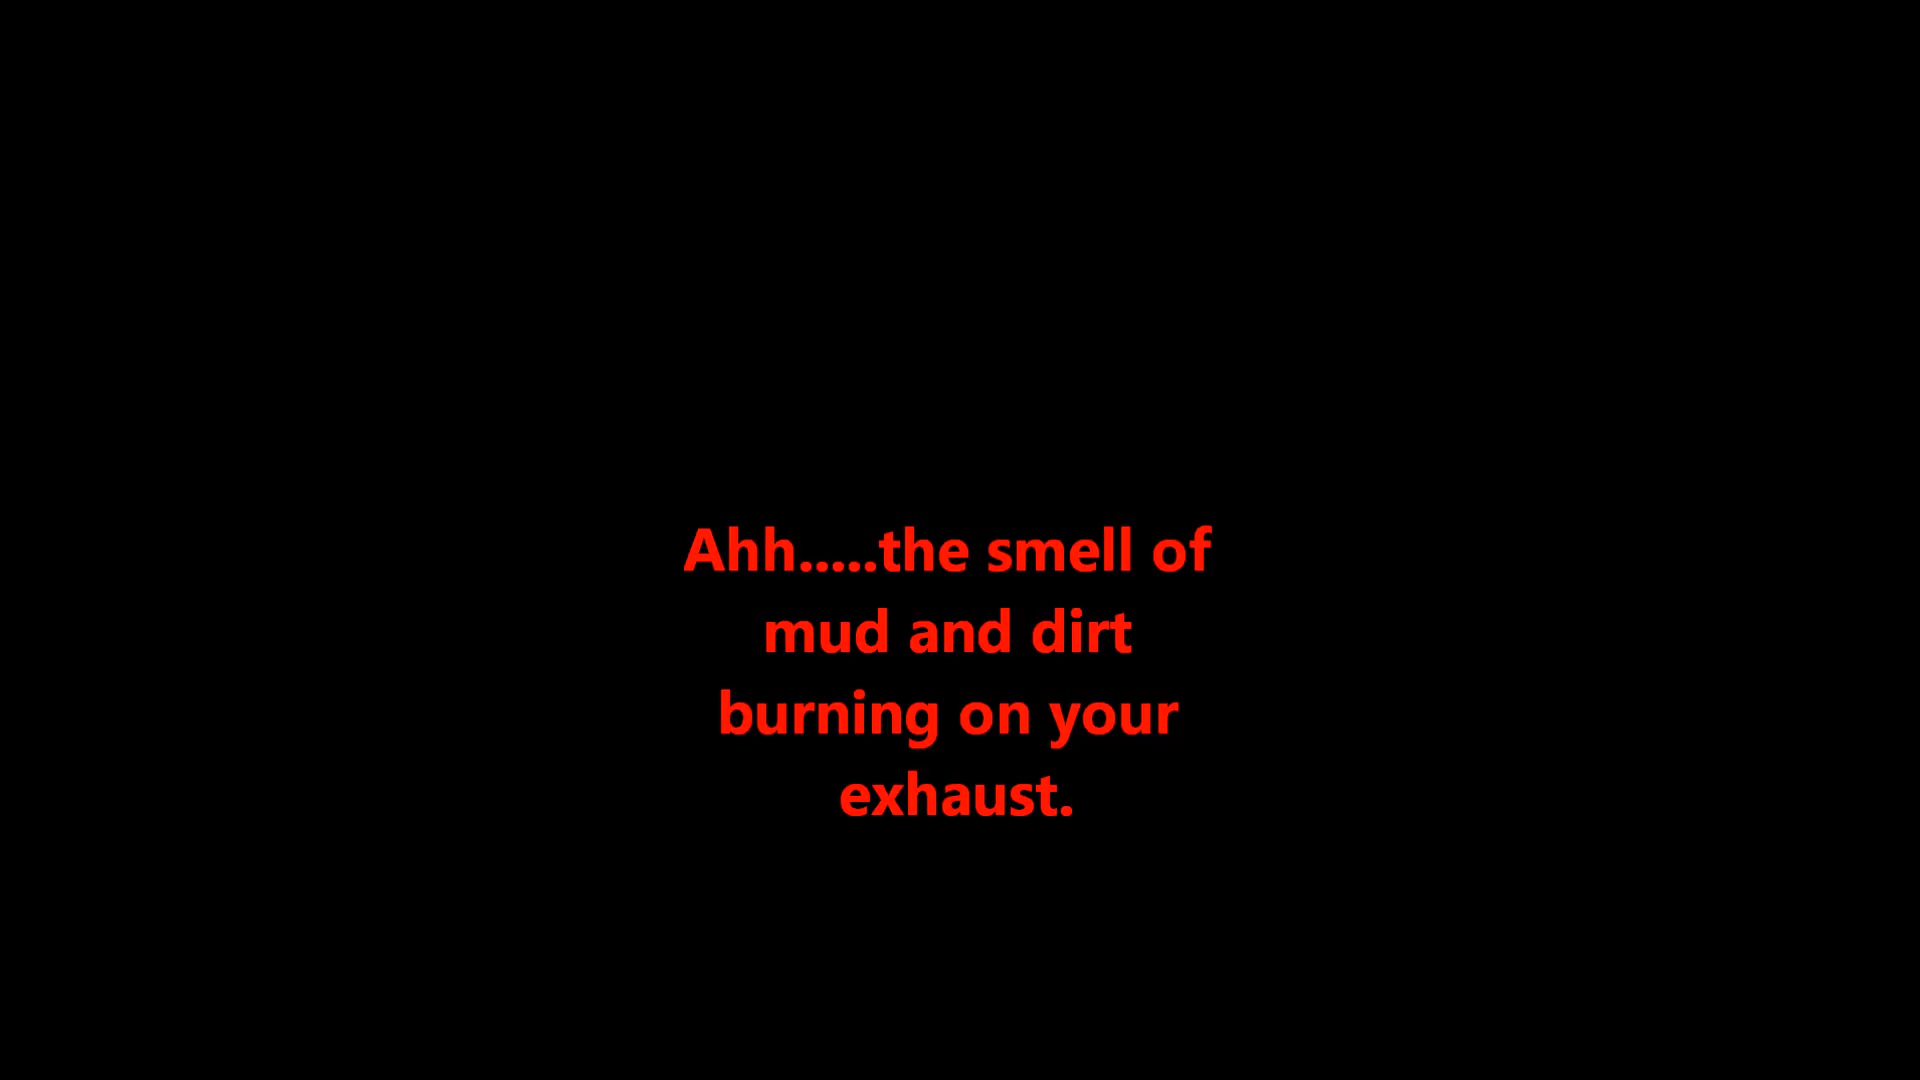 Ahh.....the smell of
mud and dirt
burning on your
exhaust.